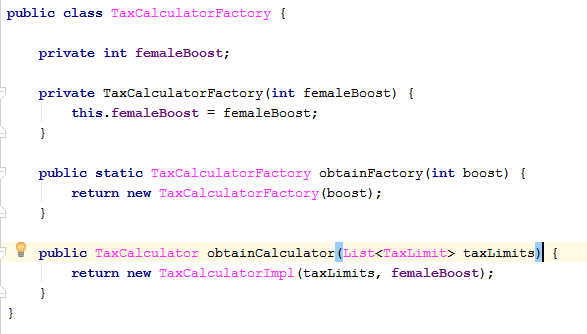 public class TaxCalculatorFactory {
private int femaleBoost;
private TaxCalculatorFactory(int femaleBoost) {
this.femaleBoost = femaleBoost;
}
public static TaxCalculatorFactory obtainFactory(int boost) {
return new TaxCalculatorFactory(boost);
}
public TaxCalculator obtainCalculator(List<TaxLimit> taxLimits) {
return new TaxCalculatorImpl(taxLimits, femaleBoost);
}
}